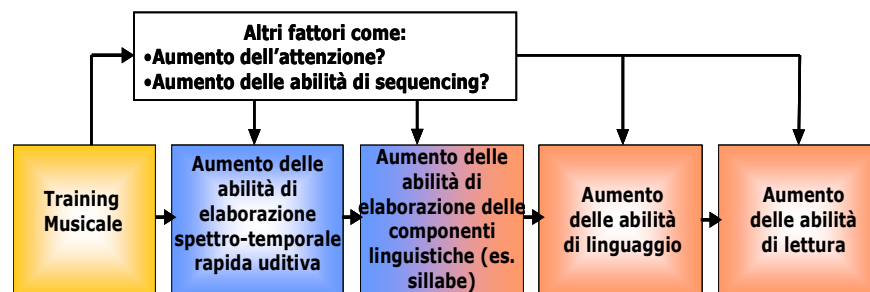 Altri fattori come:
•Aumento dell'attenzione?
•Aumento delle abilità di sequencing?
Training
Musicale
Aumento delle
abilità di
elaborazione
spettro-temporale
rapida uditiva
Aumento delle
abilità di
elaborazione delle
componenti
linguistiche (es.
sillabe)
Aumento
delle abilità
di linguaggio
Aumento
delle abilità
di lettura